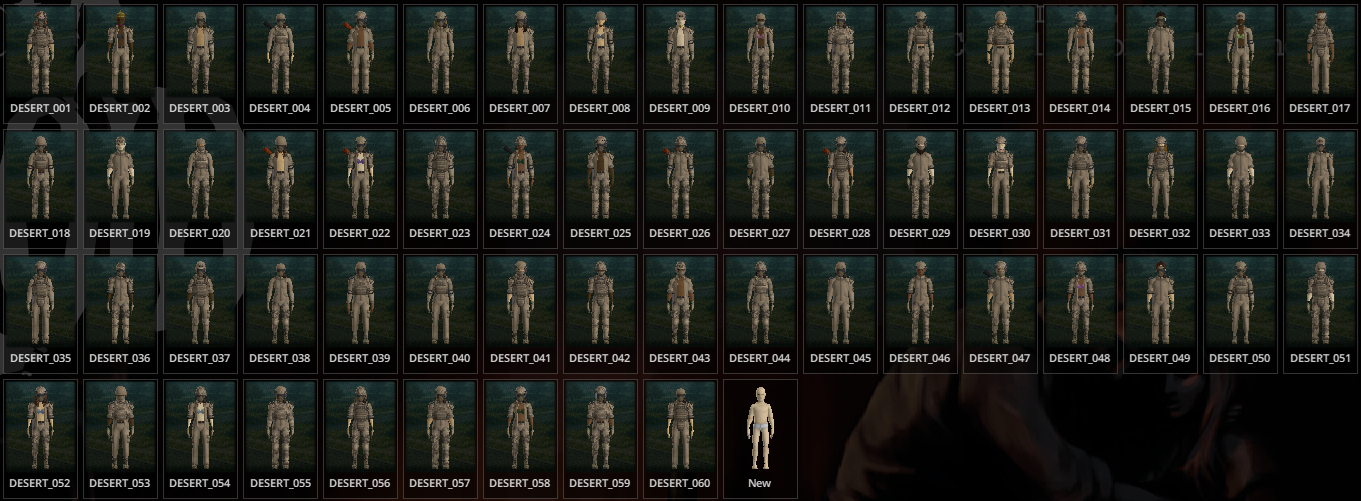 DESERT_001 DESERT_002 DESERT_003 DESERT_004 DESERT_005 DESERT_006 DESERT_007 DESERT_008 DESERT_009 DESERT_010 DESERT_011 DESERT_012 DESERT_013 DESERT_014 DESERT_015 DESERT_016 DESERT_017
DESERT_018 DESERT_019 DESERT_020 DESERT_021 DESERT_022 DESERT_023 DESERT_024 DESERT_025 DESERT_026 DESERT_027 DESERT_028 DESERT_029 DESERT_030 DESERT_031 DESERT_032 DESERT_033 DESERT_034
DESERT_035 DESERT_036 DESERT_037 DESERT_038 DESERT_039 DESERT_040 DESERT_041 DESERT_042 DESERT_043 DESERT_044 DESERT_045 DESERT_046 DESERT_047 DESERT_048 DESERT_049 DESERT_050 DESERT_051
DESERT_052 DESERT_053 DESERT_054 DESERT_055 DESERT_056 DESERT_057 DESERT_058 DESERT_059 DESERT_060 New